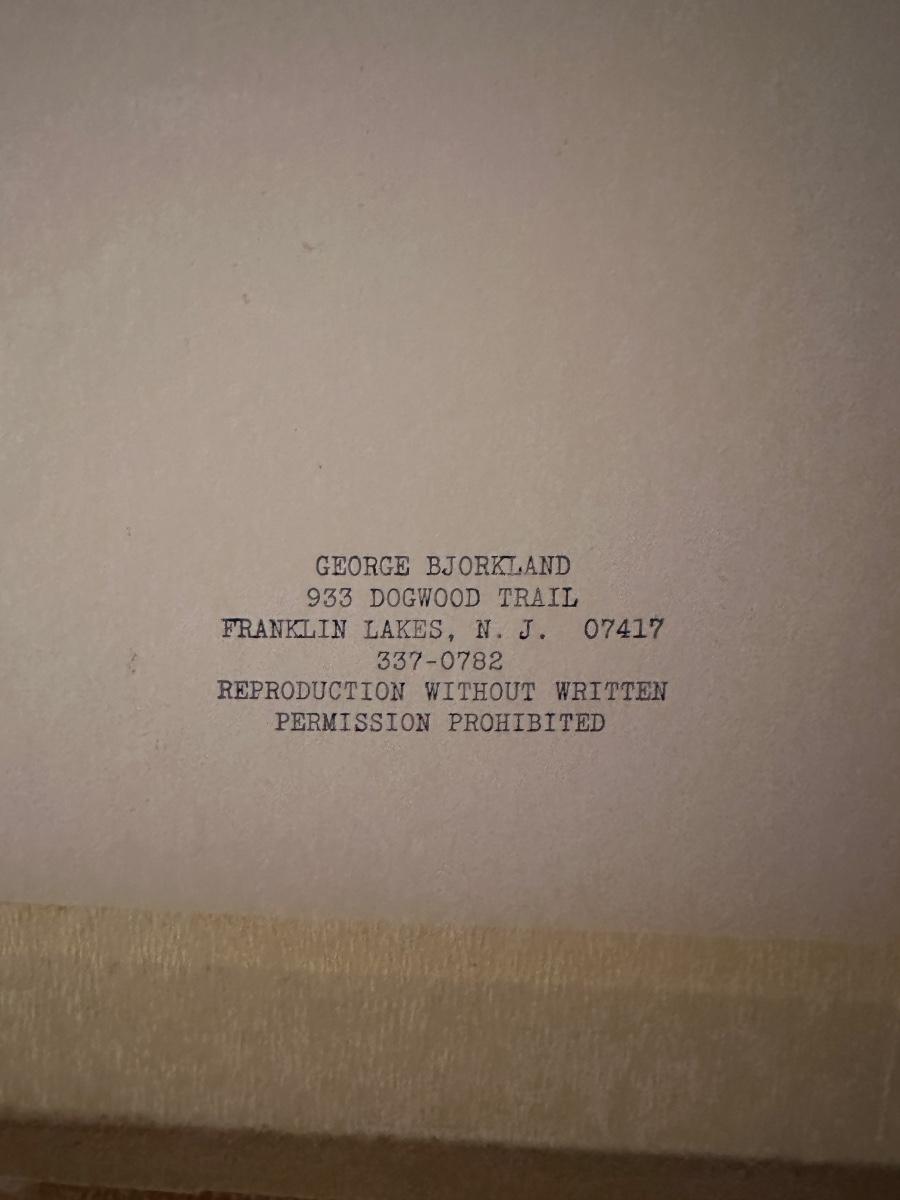 GEORGE BJORKLAND
933 DOGWOOD TRAIL
FRANKLIN LAKES, N. J.  07417
337-0782
REPRODUCTION WITHOUT WRITTEN
PERMISSION PROHIBITED